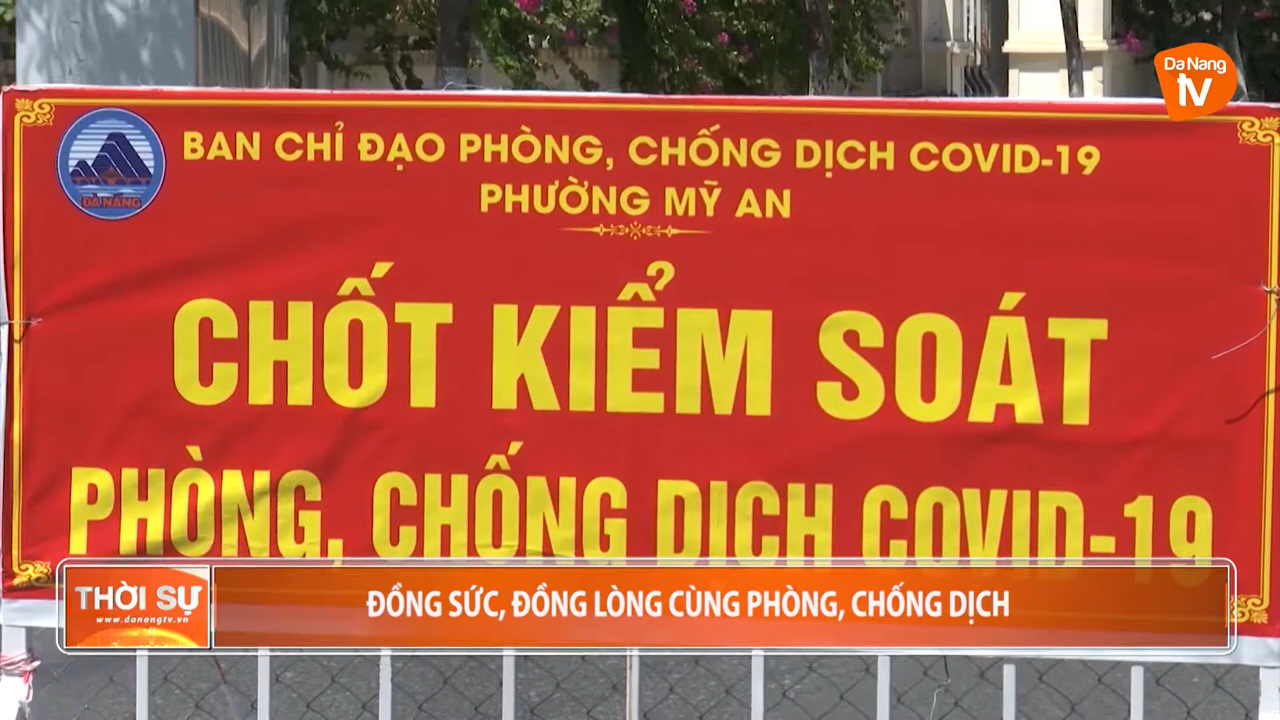 Da Nang
tv
BAN CHỈ ĐẠO PHÒNG, CHỐNG DỊCH COVID-19
PHƯỜNG MỸ AN
ĐÀ NẴNG
CHỐT KIỂM SOÁT
PHÒNG, CHỐNG DỊCH COVID-19
THỜI SỰ
www.danangtv.vn
ĐỒNG SỨC, ĐỒNG LÒNG CÙNG PHÒNG, CHỐNG DỊCH